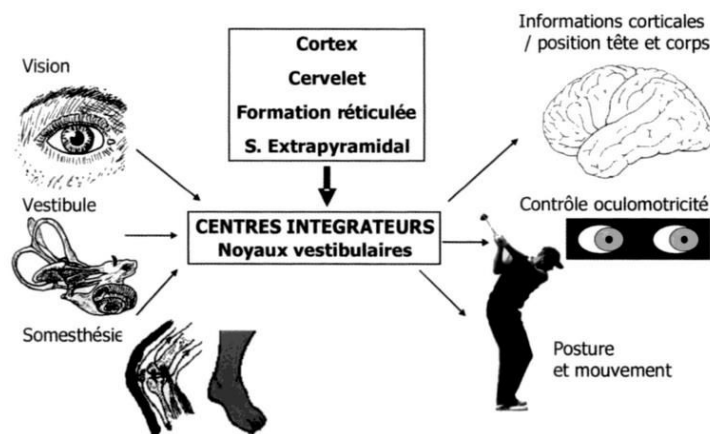 Vision
Vestibule
Somesthésie
Cortex
Cervelet
Formation réticulée
S. Extrapyramidal
CENTRES INTEGRATEURS
Noyaux vestibulaires
Informations corticales
/ position tête et corps
Contrôle oculomotricité
Posture
et mouvement